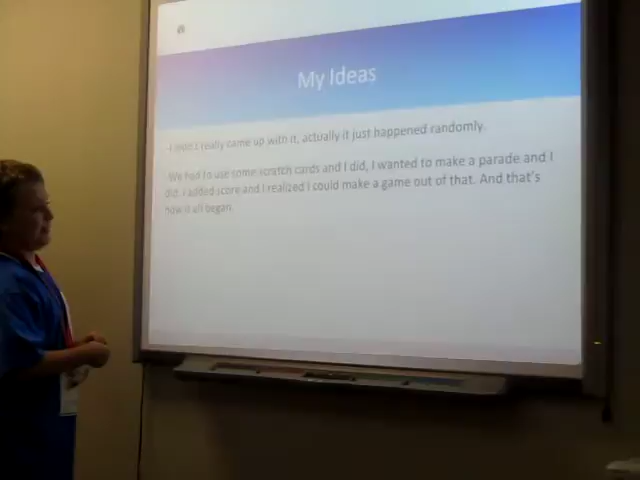 My Ideas
-I didn't really came up with it, actually it just happened randomly.
-We had to use some scratch cards and I did, I wanted to make a parade and I
did. I added score and I realized I could make a game out of that. And that's
how it all began.